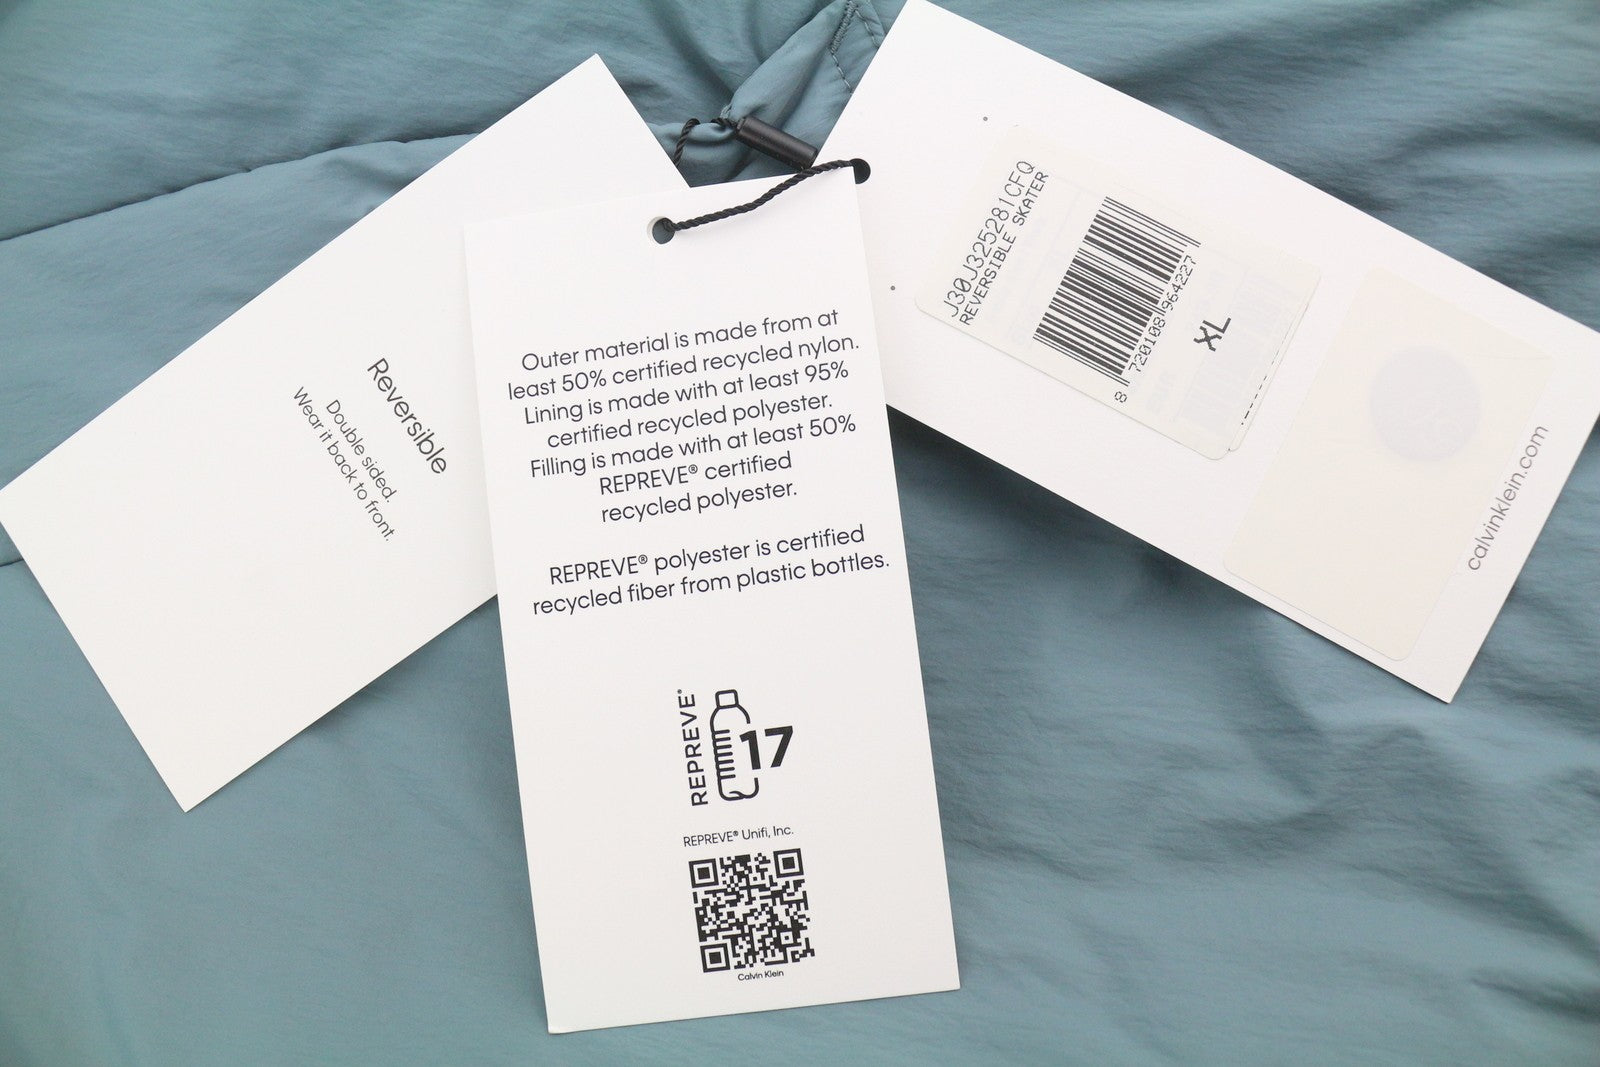 Reversible
Double sided.
Wear it back to front.
Outer material is made from at
least 50% certified recycled nylon.
Lining is made with at least 95%
certified recycled polyester.
Filling is made with at least 50%
REPREVE® certified
recycled polyester.
REPREVE® polyester is certified
recycled fiber from plastic bottles.
REPREVE®
17
REPREVE® Unifi, Inc.
Calvin Klein
J30J325281CFQ
REVERSIBLE SKATER
8 720108 964227
XL
calvinklein.com